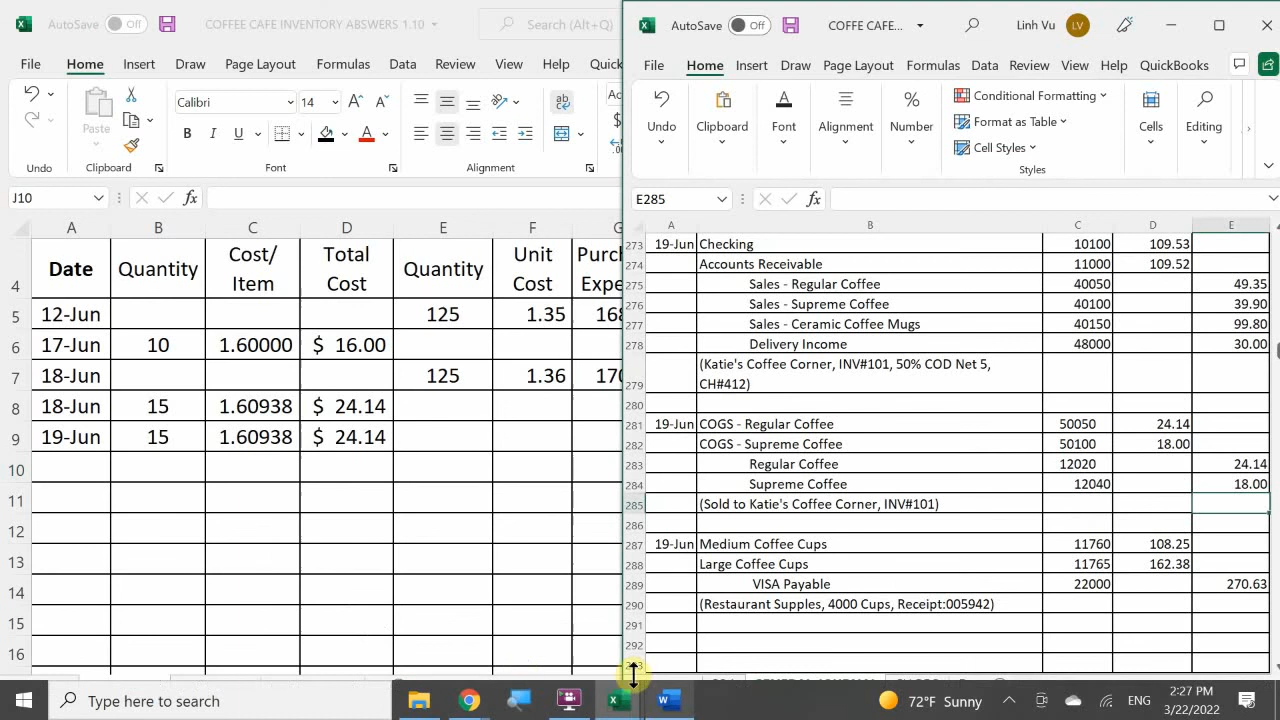 AutoSave Off COFFEE CAFE INVENTORY ABSWERS 1.10 Search (Alt+Q)
File Home Insert Draw Page Layout Formulas Data Review View Help Quick
Calibri 14 ab
Paste B I U A $
Undo Clipboard Font Alignment
J10 fx
A B C D E F G
4 Date Quantity Cost/ Item Total Cost Quantity Unit Cost
5 12-Jun 125 1.35
6 17-Jun 10 1.60000 $ 16.00
7 18-Jun 125 1.36
8 18-Jun 15 1.60938 $ 24.14
9 19-Jun 15 1.60938 $ 24.14
10
11
12
13
14
15
16
AutoSave Off COFFE CAFE... Linh Vu LV
File Home Insert Draw Page Layout Formulas Data Review View Help QuickBooks
Undo Clipboard Font Alignment Number % Conditional Formatting Cells Editing
Format as Table
Cell Styles
Styles
E285 fx
A B C D E
273 19-Jun Checking 10100 109.53
274 Accounts Receivable 11000 109.52
275 Sales - Regular Coffee 40050 49.35
276 Sales - Supreme Coffee 40100 39.90
277 Sales - Ceramic Coffee Mugs 40150 99.80
278 Delivery Income 48000 30.00
(Katie's Coffee Corner, INV#101, 50% COD Net 5,
279 CH#412)
280
281 19-Jun COGS - Regular Coffee 50050 24.14
282 COGS - Supreme Coffee 50100 18.00
283 Regular Coffee 12020 24.14
284 Supreme Coffee 12040 18.00
285 (Sold to Katie's Coffee Corner, INV#101)
286
287 19-Jun Medium Coffee Cups 11760 108.25
288 Large Coffee Cups 11765 162.38
289 VISA Payable 22000 270.63
290 (Restaurant Supples, 4000 Cups, Receipt:005942)
291
292
Type here to search 72°F Sunny ENG 2:27 PM
3/22/2022